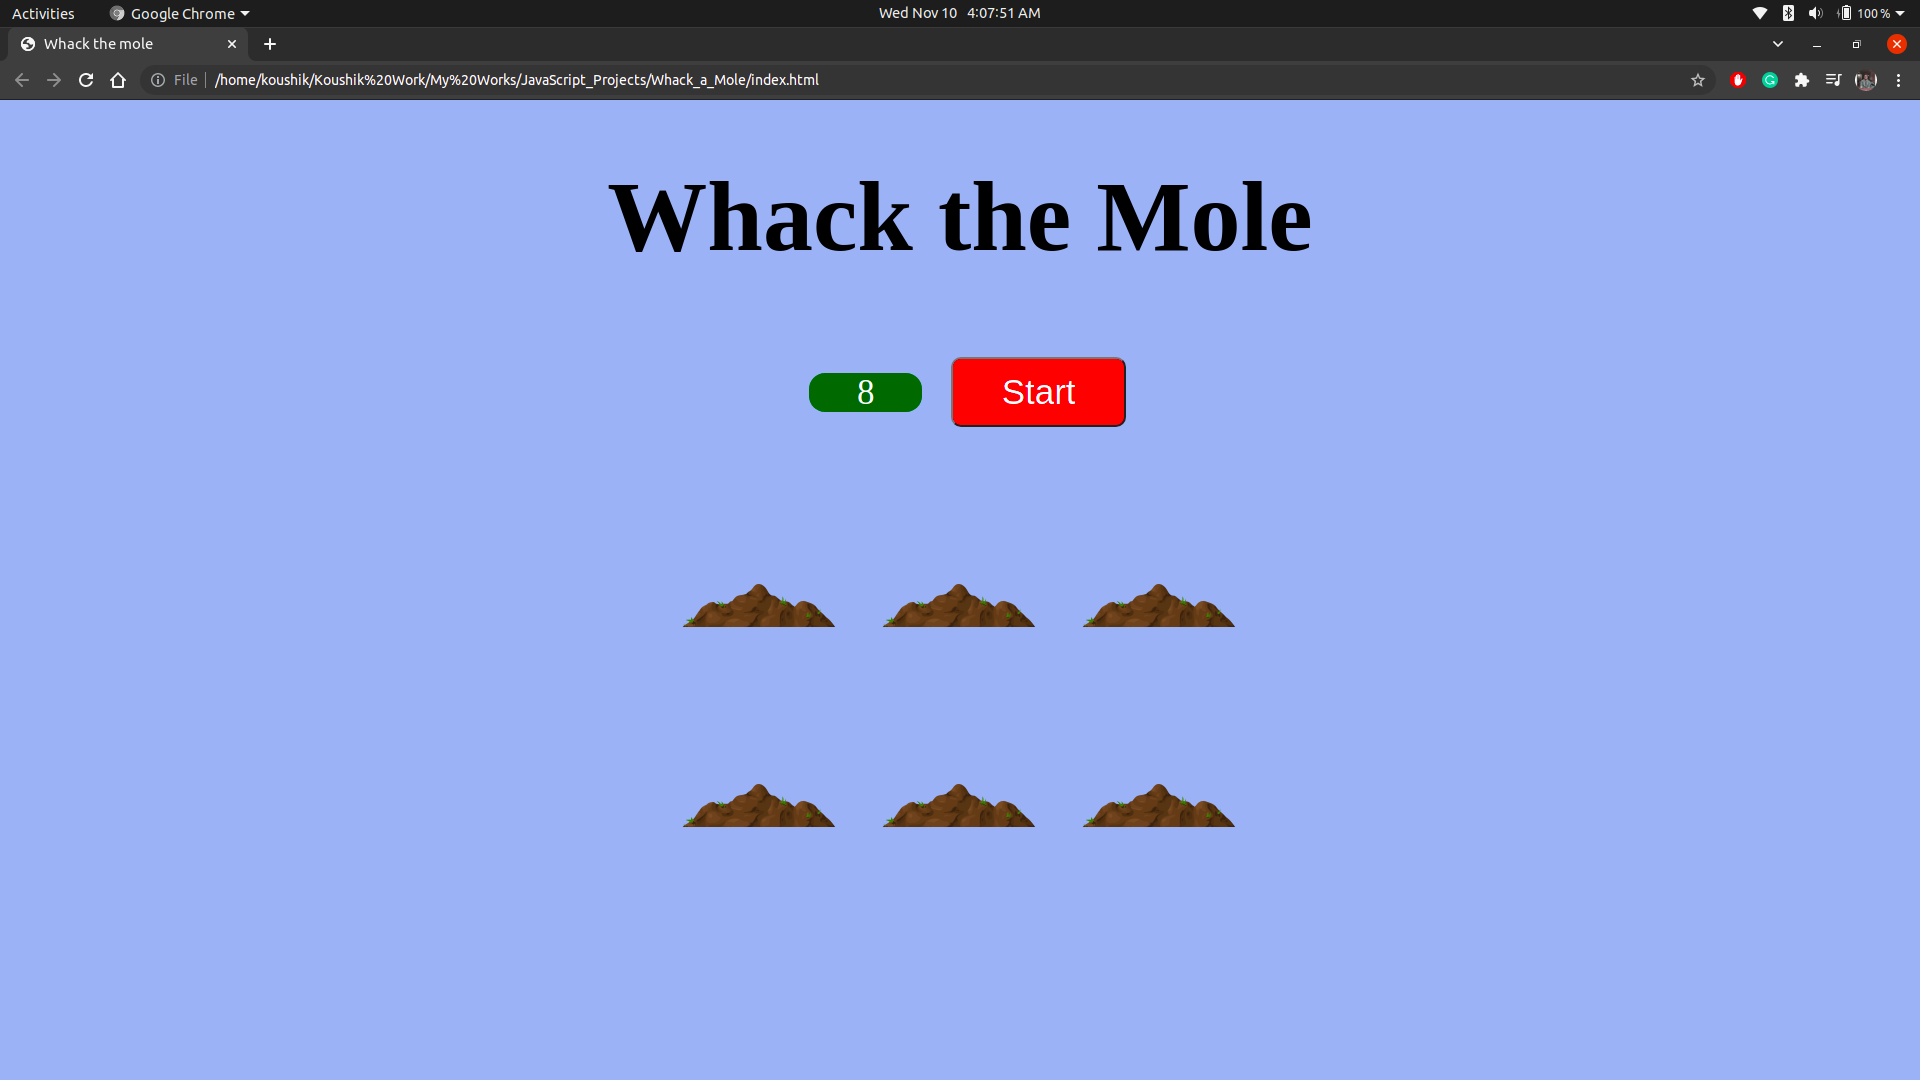 Activities Google Chrome Wed Nov 10 4:07:51 AM 100 %
Whack the mole
File /home/koushik/Koushik%20Work/My%20Works/JavaScript_Projects/Whack_a_Mole/index.html
Whack the Mole
8 Start